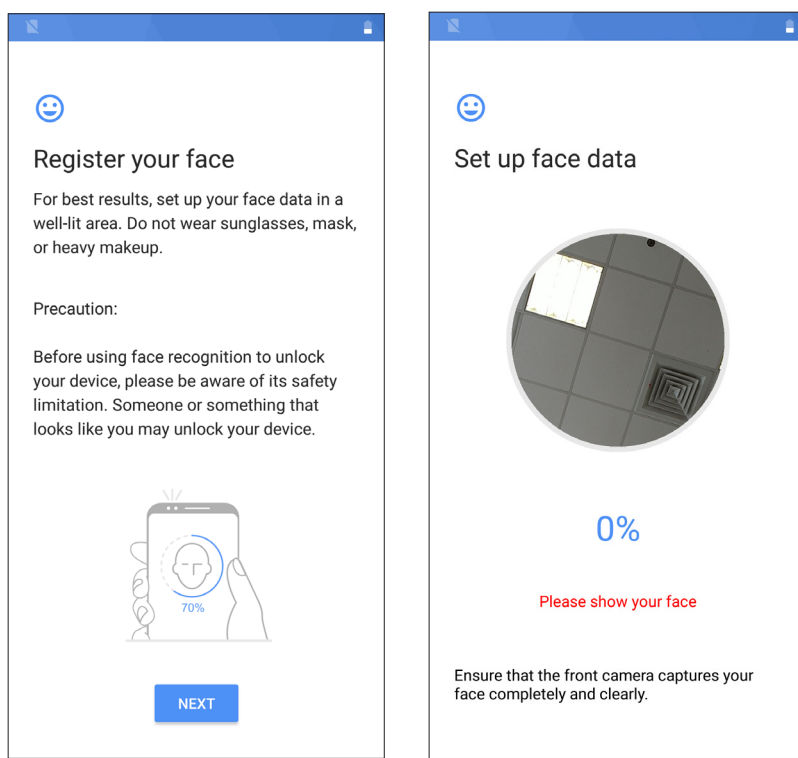 Register your face
For best results, set up your face data in a
well-lit area. Do not wear sunglasses, mask,
or heavy makeup.
Precaution:
Before using face recognition to unlock
your device, please be aware of its safety
limitation. Someone or something that
looks like you may unlock your device.
70%
NEXT
Set up face data
0%
Please show your face
Ensure that the front camera captures your
face completely and clearly.